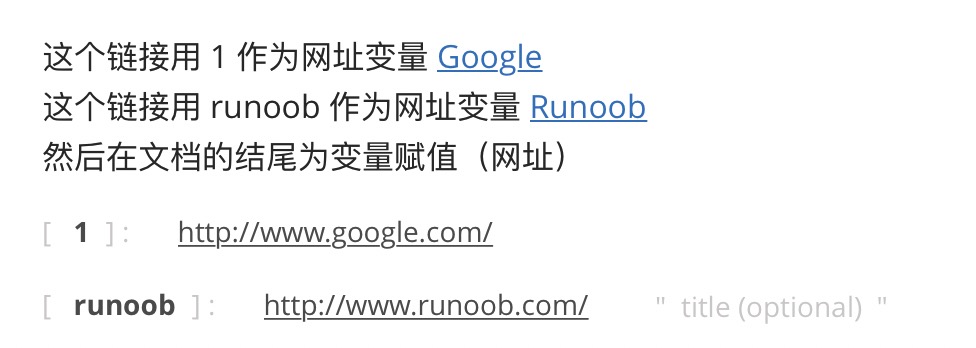 这个链接用 1 作为网址变量 Google
这个链接用 runoob 作为网址变量 Runoob
然后在文档的结尾为变量赋值（网址）
[ 1 ]: http://www.google.com/
[ runoob ]: http://www.runoob.com/ " title (optional) "